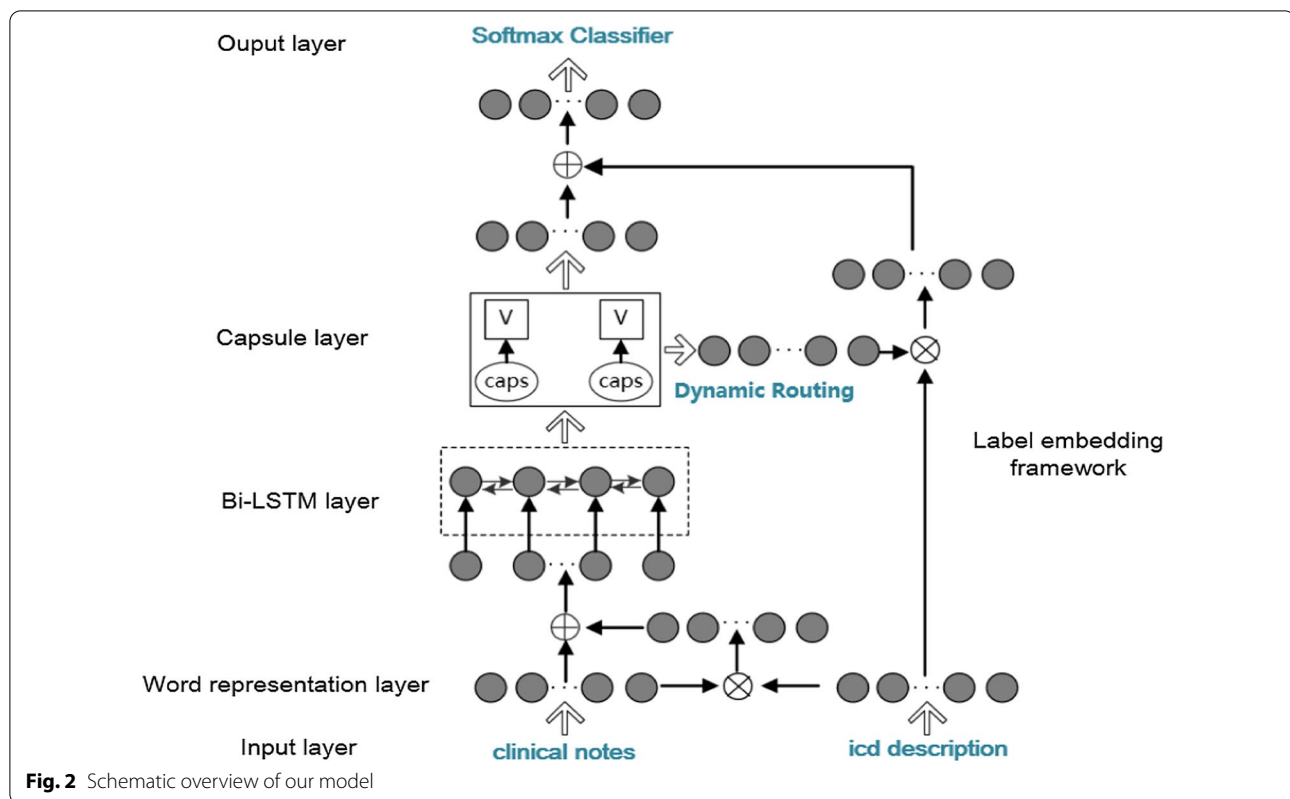 Ouput layer
Softmax Classifier
Capsule layer
V
V
caps
caps
Dynamic Routing
Label embedding
framework
Bi-LSTM layer
Word representation layer
Input layer
clinical notes
icd description
Fig. 2 Schematic overview of our model